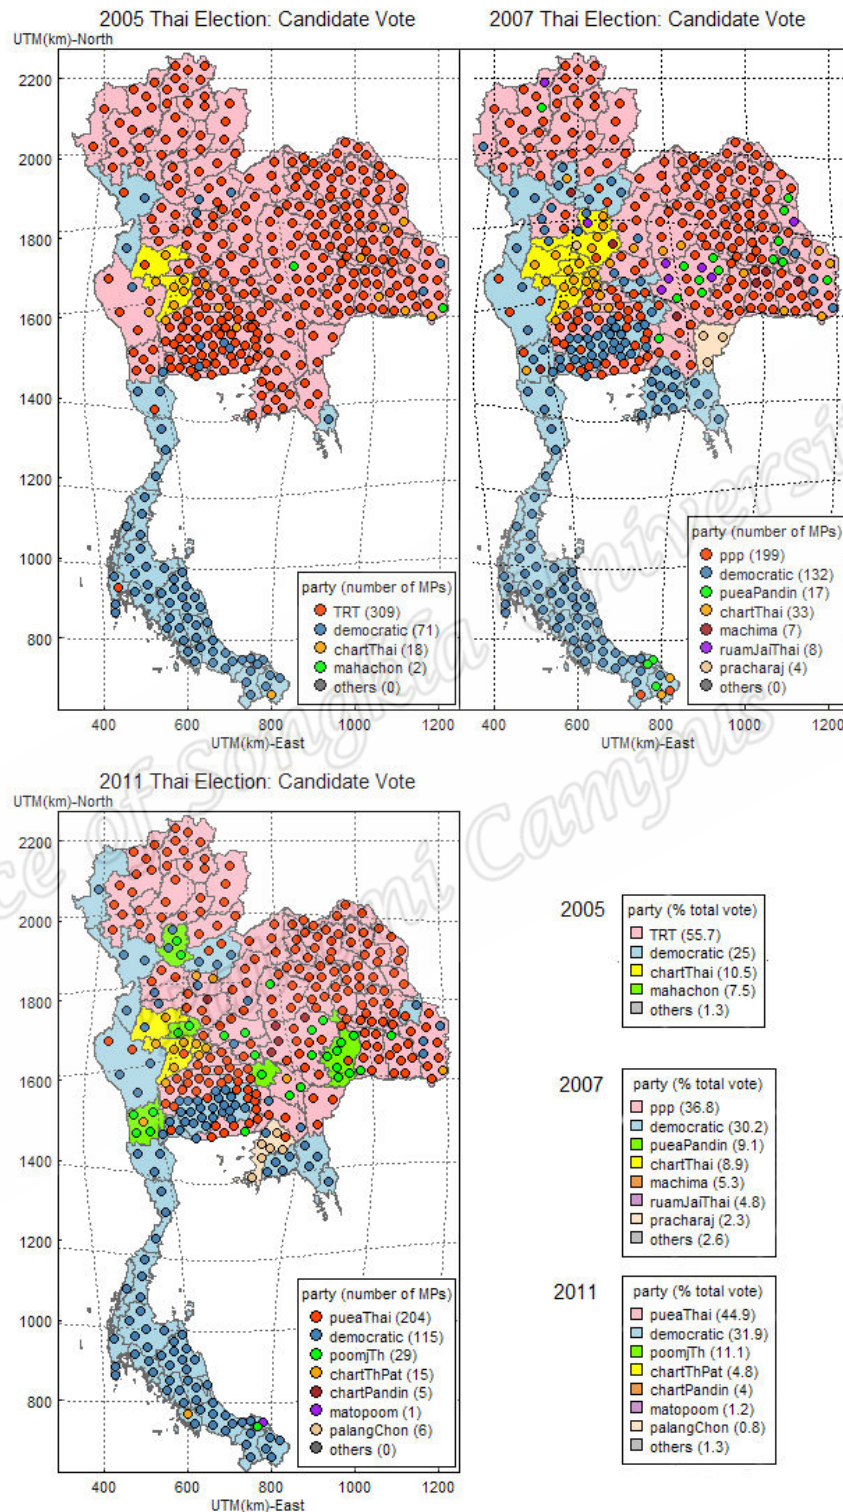 2005 Thai Election: Candidate Vote
UTM(km)-North
2200
2000
1800
1600
1400
1200
1000
800
400
600
800
1000
1200
UTM(km)-East
party (number of MPs)
TRT (309)
democratic (71)
chartThai (18)
mahachon (2)
others (0)
2007 Thai Election: Candidate Vote
400
600
800
1000
1200
UTM(km)-East
party (number of MPs)
ppp (199)
democratic (132)
pueaPandin (17)
chartThai (33)
machima (7)
ruamJaiThai (8)
pracharaj (4)
others (0)
2011 Thai Election: Candidate Vote
UTM(km)-North
2200
2000
1800
1600
1400
1200
1000
800
400
600
800
1000
1200
UTM(km)-East
party (number of MPs)
pueaThai (204)
democratic (115)
poomjTh (29)
chartThPat (15)
chartPandin (5)
matopoom (1)
palangChon (6)
others (0)
2005
party (% total vote)
TRT (55.7)
democratic (25)
chartThai (10.5)
mahachon (7.5)
others (1.3)
2007
party (% total vote)
ppp (36.8)
democratic (30.2)
pueaPandin (9.1)
chartThai (8.9)
machima (5.3)
ruamJaiThai (4.8)
pracharaj (2.3)
others (2.6)
2011
party (% total vote)
pueaThai (44.9)
democratic (31.9)
poomjTh (11.1)
chartThPat (4.8)
chartPandin (4)
matopoom (1.2)
palangChon (0.8)
others (1.3)
of Songkla
Campus